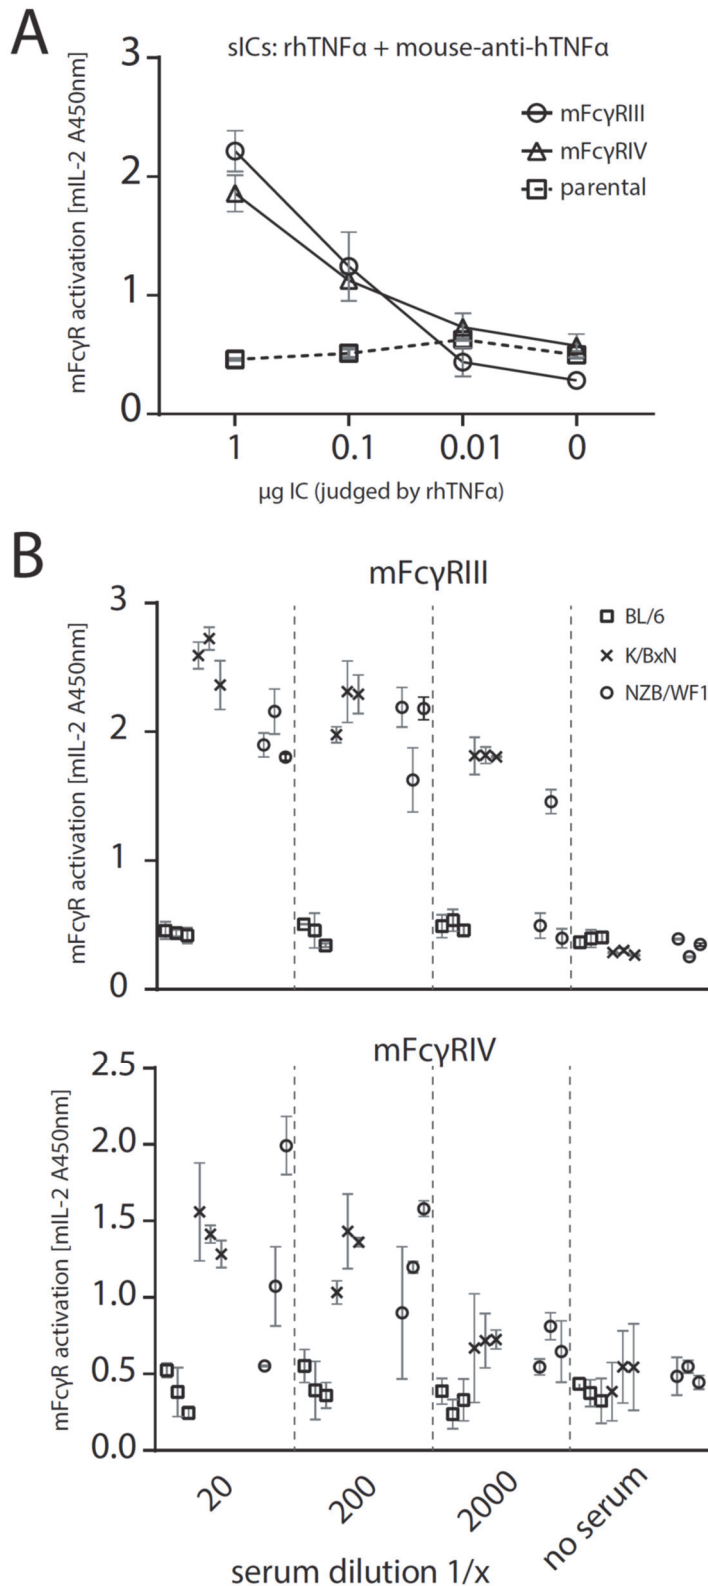 A
sICs: rhTNFα + mouse-anti-hTNFα
mFcγR activation [mIL-2 A450nm]
3
2
1
0
mFcγRIII
mFcγRIV
parental
1 0.1 0.01 0
µg IC (judged by rhTNFα)
B
mFcγRIII
mFcγR activation [mIL-2 A450nm]
3
2
1
0
BL/6
K/BxN
NZB/WF1
mFcγRIV
mFcγR activation [mIL-2 A450nm]
2.5
2.0
1.5
1.0
0.5
0.0
20 200 2000 no serum
serum dilution 1/x